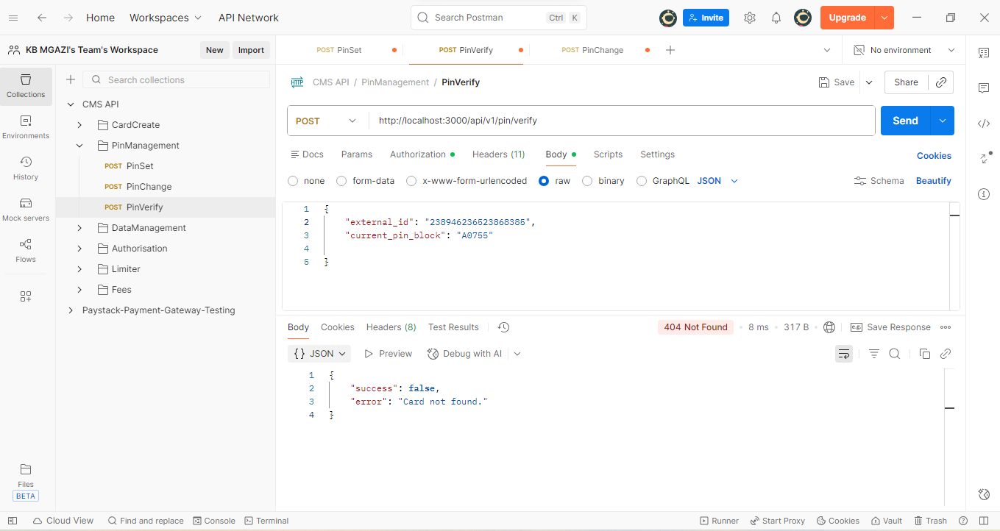 Home
Workspaces
API Network
Search Postman
Ctrl
K
Invite
Upgrade
KB MGAZI's Team's Workspace
New
Import
POST PinSet
POST PinVerify
POST PinChange
No environment
Collections
Environments
History
Mock servers
Flows
Files
BETA
Search collections
CMS API
CardCreate
PinManagement
POST PinSet
POST PinChange
POST PinVerify
DataManagement
Authorisation
Limiter
Fees
Paystack-Payment-Gateway-Testing
HTTP
CMS API / PinManagement / PinVerify
Save
Share
POST
http://localhost:3000/api/v1/pin/verify
Send
Docs
Params
Authorization
Headers (11)
Body
Scripts
Settings
Cookies
none
form-data
x-www-form-urlencoded
raw
binary
GraphQL
JSON
Schema
Beautify
1 {
2 "external_id": "238946236523868385",
3 "current_pin_block": "A0755"
4
5 }
Body
Cookies
Headers (8)
Test Results
404 Not Found
8 ms
317 B
e.g.
Save Response
{} JSON
Preview
Debug with AI
1 {
2 "success": false,
3 "error": "Card not found."
4 }
Cloud View
Find and replace
Console
Terminal
Runner
Start Proxy
Cookies
Vault
Trash